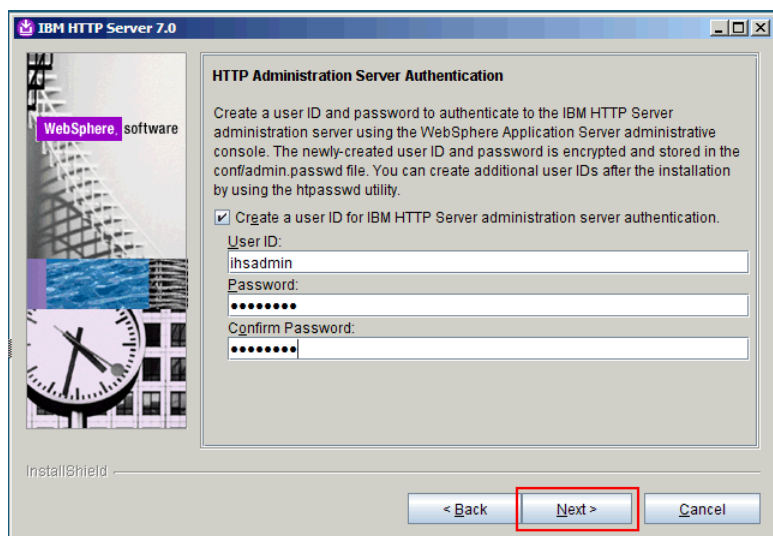 IBM HTTP Server 7.0
WebSphere software
HTTP Administration Server Authentication
Create a user ID and password to authenticate to the IBM HTTP Server
administration server using the WebSphere Application Server administrative
console. The newly-created user ID and password is encrypted and stored in the
conf/admin.passwd file. You can create additional user IDs after the installation
by using the htpasswd utility.
Create a user ID for IBM HTTP Server administration server authentication.
User ID:
ihsadmin
Password:
●●●●●●●●
Confirm Password:
●●●●●●●●
InstallShield
< Back
Next >
Cancel